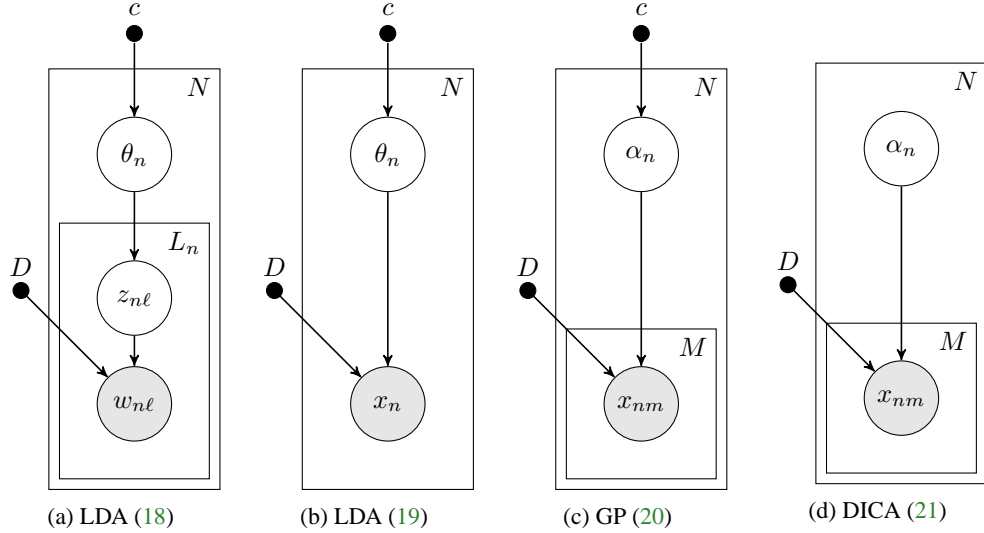 c
N
θₙ
Lₙ
D
zₙℓ
wₙℓ
(a) LDA (18)
c
N
θₙ
D
xₙ
(b) LDA (19)
c
N
αₙ
D
M
xₙₘ
(c) GP (20)
N
αₙ
D
M
xₙₘ
(d) DICA (21)